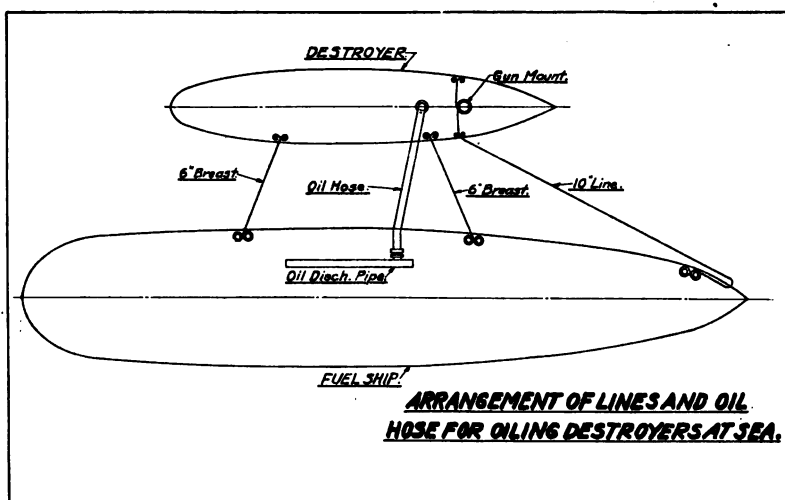 DESTROYER.
Gun Mount.
6" Breast.
Oil Hose.
6" Breast.
10" Line.
Oil Disch. Pipe.
FUEL SHIP.
ARRANGEMENT OF LINES AND OIL
HOSE FOR OILING DESTROYERS AT SEA.